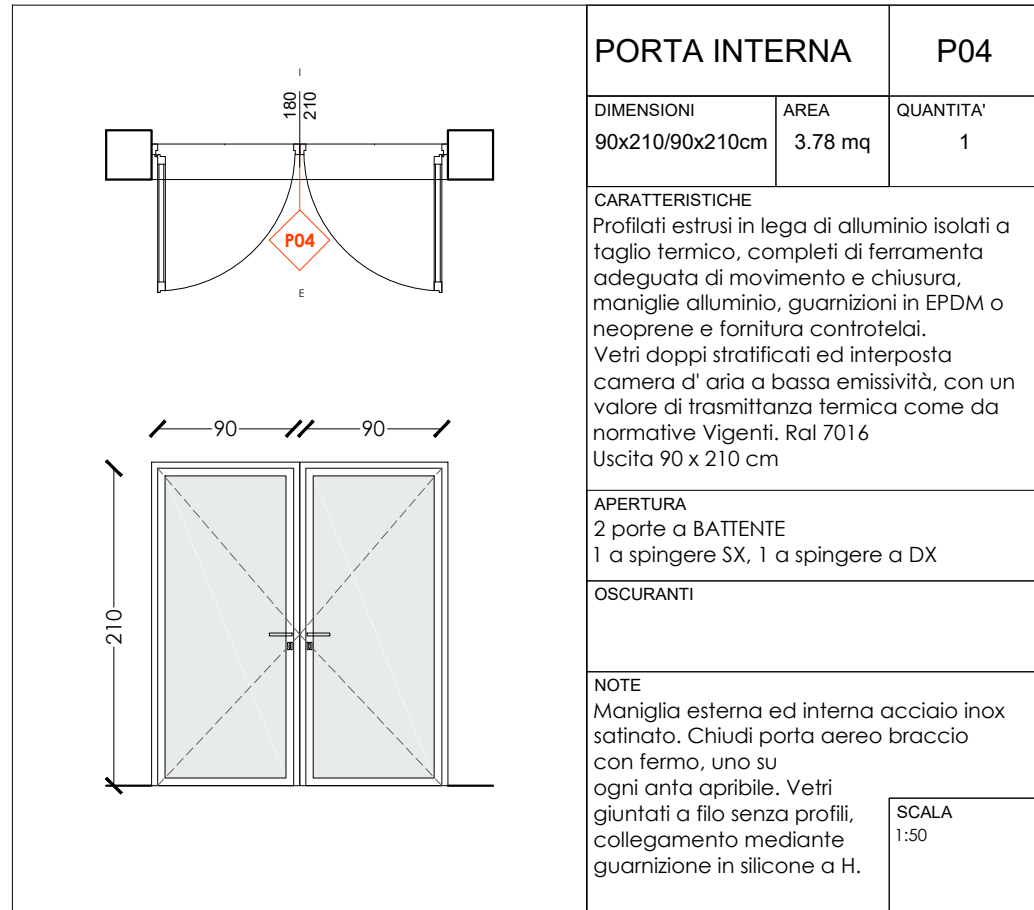 I
180
210
P04
E
90
90
210
PORTA INTERNA
P04
DIMENSIONI
90x210/90x210cm
AREA
3.78 mq
QUANTITA'
1
CARATTERISTICHE
Profilati estrusi in lega di alluminio isolati a
taglio termico, completi di ferramenta
adeguata di movimento e chiusura,
maniglie alluminio, guarnizioni in EPDM o
neoprene e fornitura controtelai.
Vetri doppi stratificati ed interposta
camera d' aria a bassa emissività, con un
valore di trasmittanza termica come da
normative Vigenti. Ral 7016
Uscita 90 x 210 cm
APERTURA
2 porte a BATTENTE
1 a spingere SX, 1 a spingere a DX
OSCURANTI
NOTE
Maniglia esterna ed interna acciaio inox
satinato. Chiudi porta aereo braccio
con fermo, uno su
ogni anta apribile. Vetri
giuntati a filo senza profili,
collegamento mediante
guarnizione in silicone a H.
SCALA
1:50